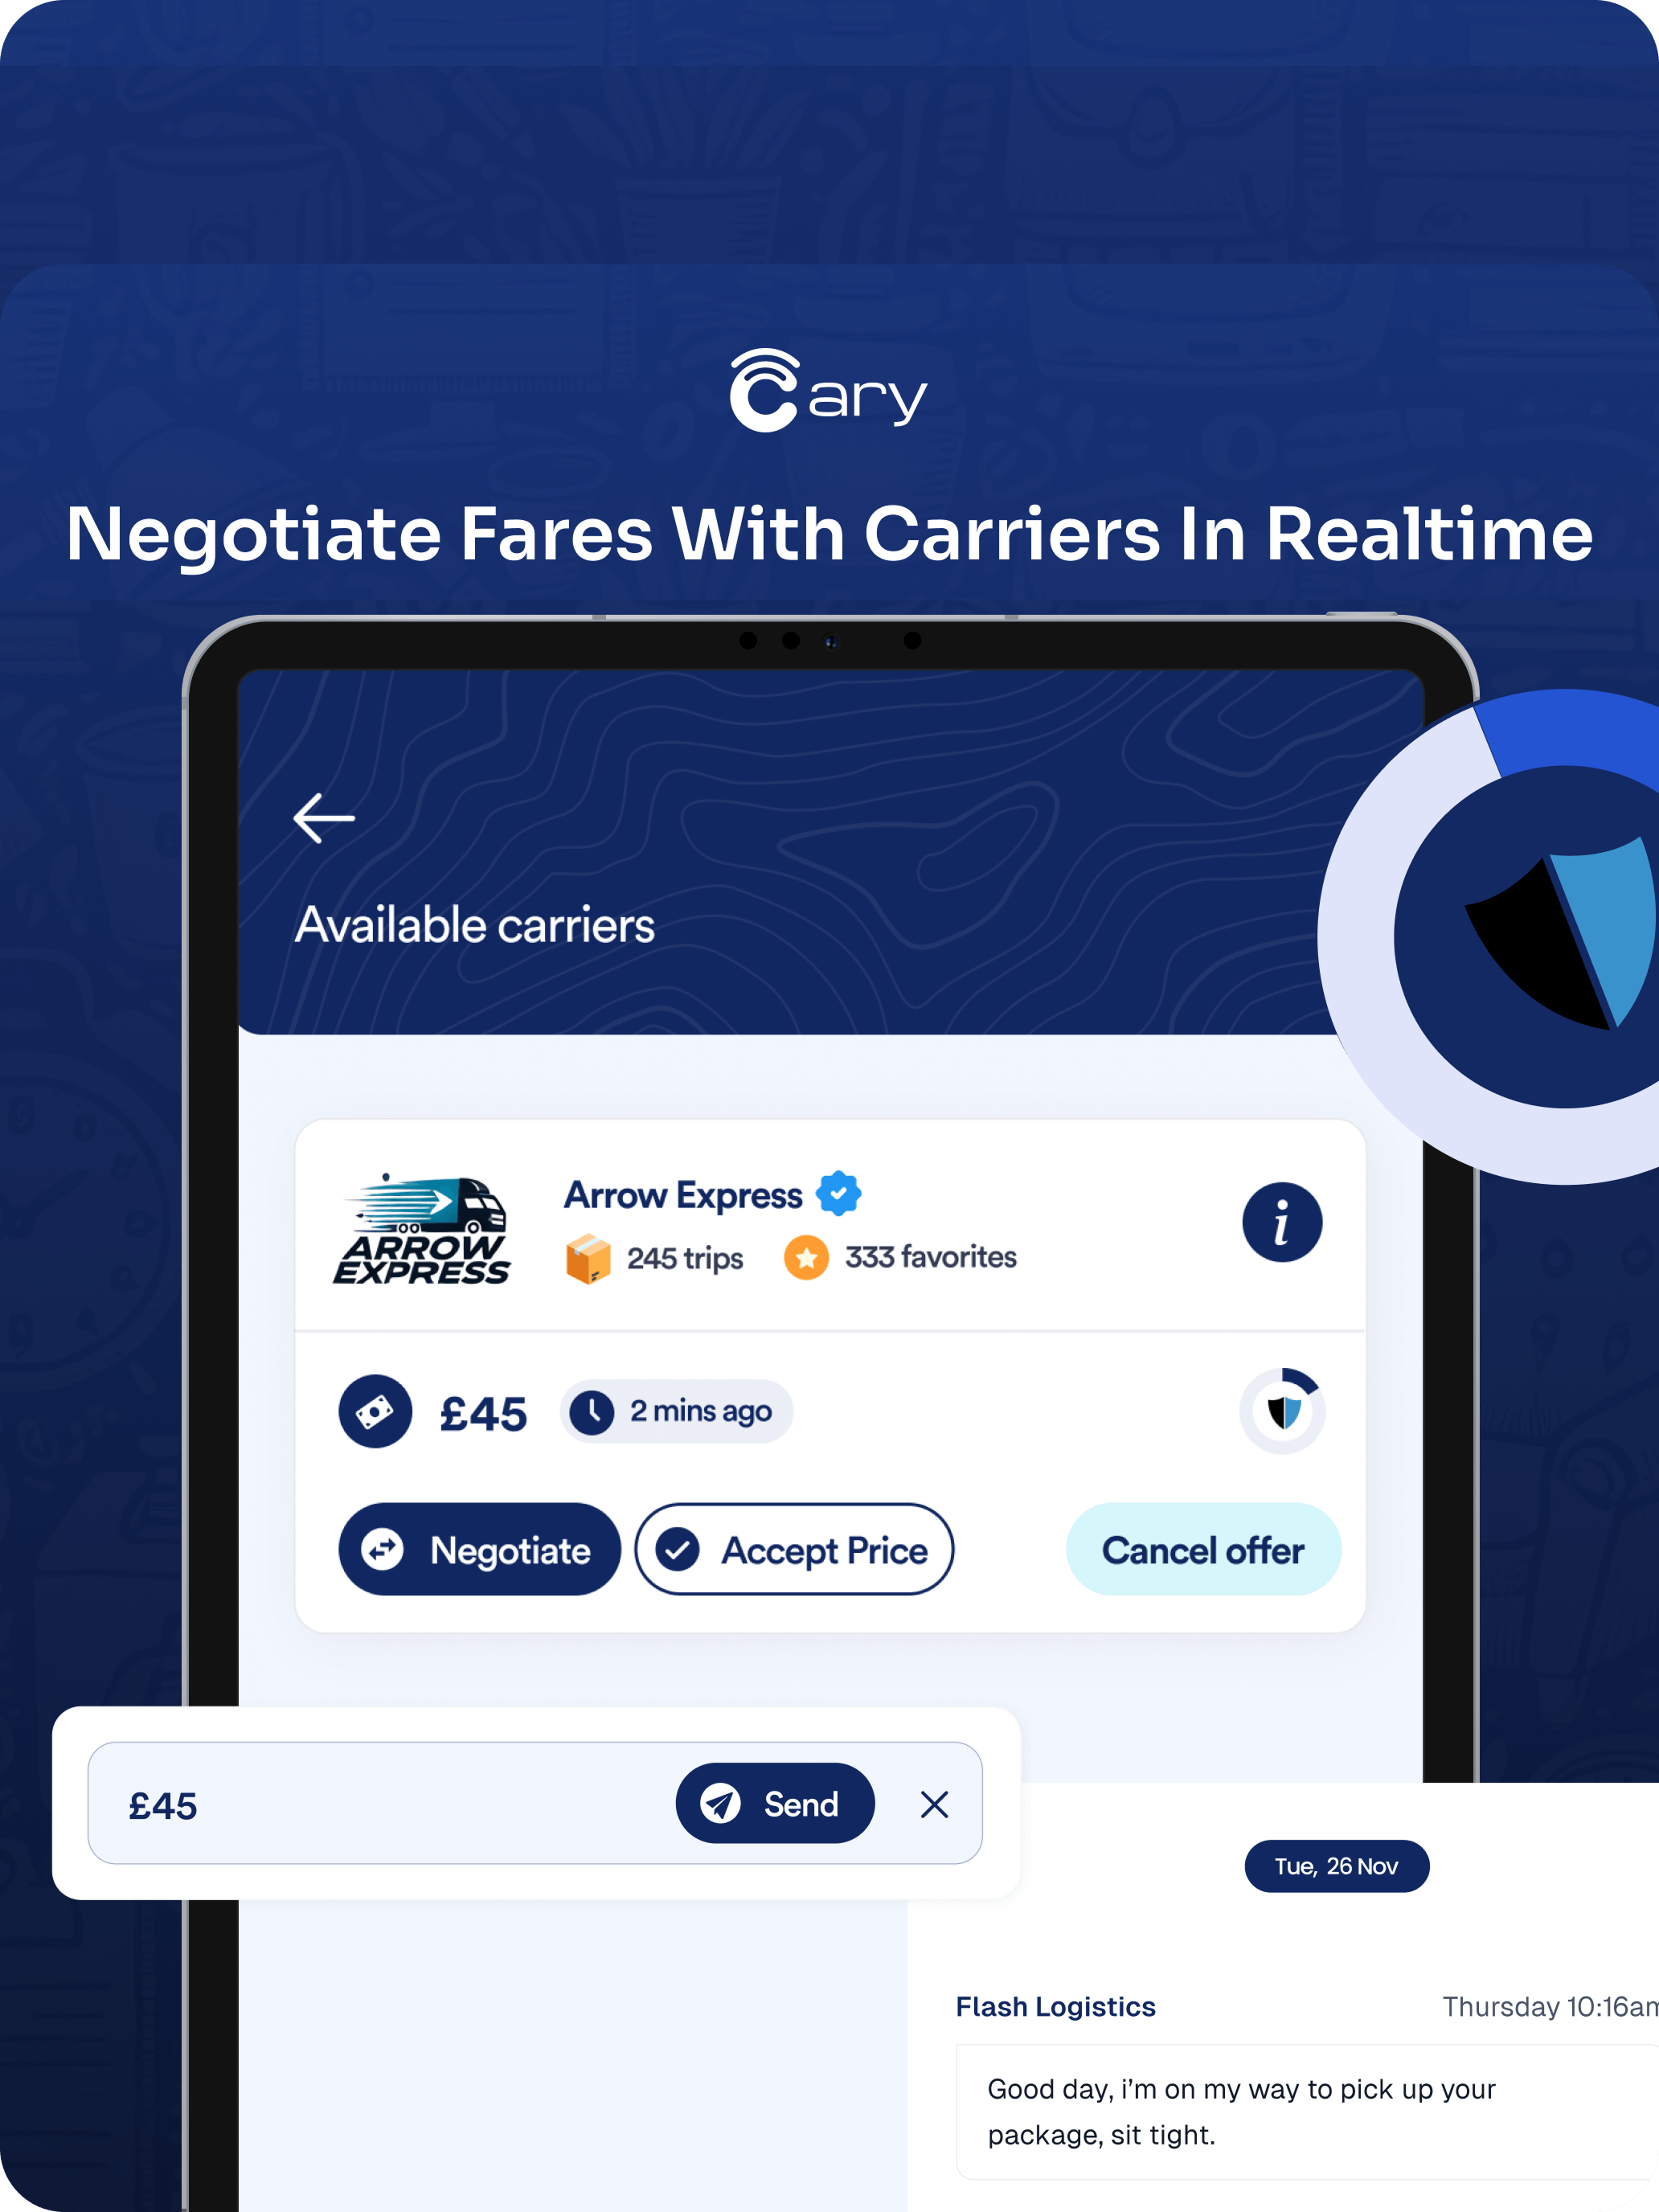 Cary
Negotiate Fares With Carriers In Realtime
Available carriers
ARROW
EXPRESS
Arrow Express
245 trips
333 favorites
i
£45
2 mins ago
Negotiate
Accept Price
Cancel offer
£45
Send
Tue, 26 Nov
Flash Logistics
Thursday 10:16am
Good day, i’m on my way to pick up your
package, sit tight.